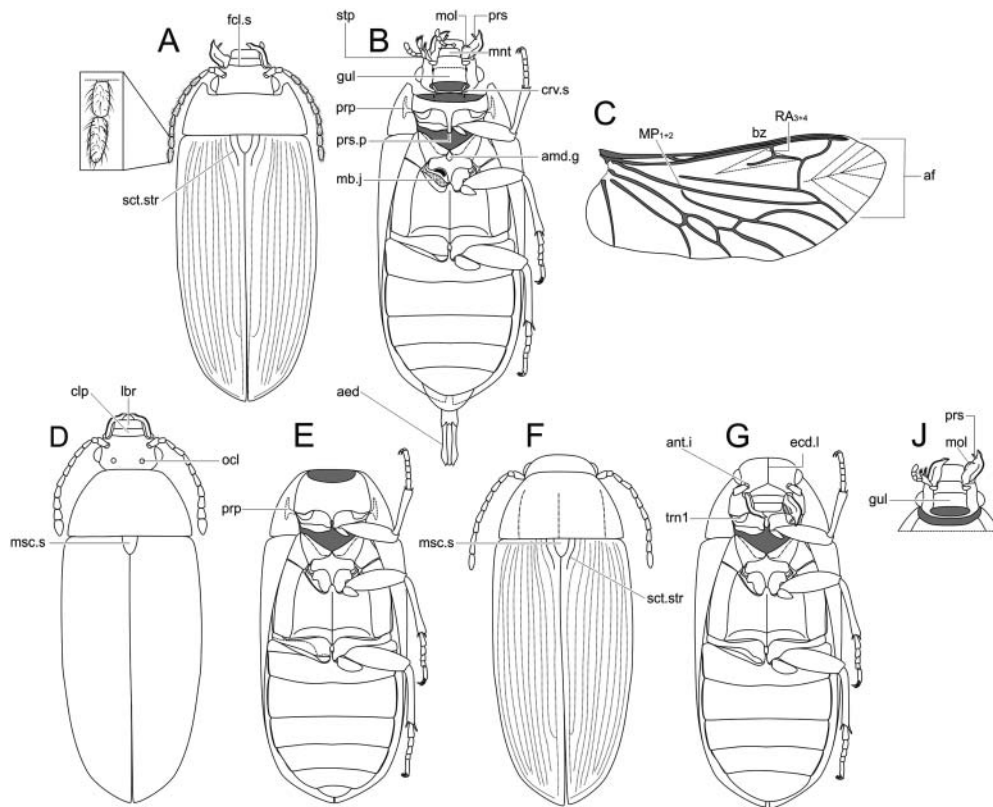 A
fcl.s
sct.str
B
stp
mol
prs
mnt
gul
crv.s
prp
prs.p
amd.g
mb.j
aed
C
MP1+2
bz
RA3+4
af
D
clp
lbr
ocl
msc.s
E
prp
F
msc.s
sct.str
G
ant.i
ecd.l
trn1
J
prs
mol
gul